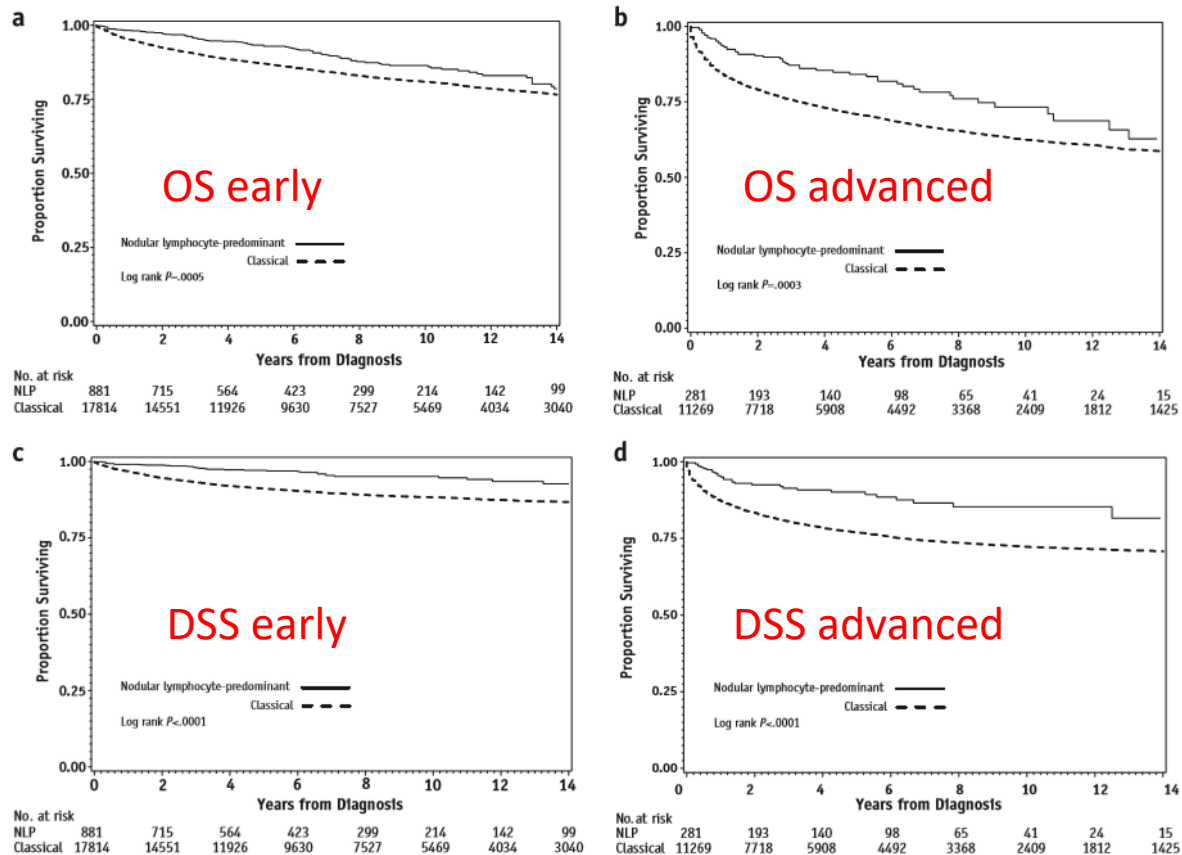 a
1.00
0.75
0.50
0.25
0.00
Proportion Surviving
OS early
Nodular lymphocyte-predominant
Classical
Log rank P=.0005
0 2 4 6 8 10 12 14
Years from Diagnosis
No. at risk
NLP 881 715 564 423 299 214 142 99
Classical 17814 14551 11926 9630 7527 5469 4034 3040
b
1.00
0.75
0.50
0.25
0.00
Proportion Surviving
OS advanced
Nodular lymphocyte-predominant
Classical
Log rank P=.0003
0 2 4 6 8 10 12 14
Years from Diagnosis
No. at risk
NLP 281 193 140 98 65 41 24 15
Classical 11269 7718 5908 4492 3368 2409 1812 1425
c
1.00
0.75
0.50
0.25
0.00
Proportion Surviving
DSS early
Nodular lymphocyte-predominant
Classical
Log rank P<.0001
0 2 4 6 8 10 12 14
Years from Diagnosis
No. at risk
NLP 881 715 564 423 299 214 142 99
Classical 17814 14551 11926 9630 7527 5469 4034 3040
d
1.00
0.75
0.50
0.25
0.00
Proportion Surviving
DSS advanced
Nodular lymphocyte-predominant
Classical
Log rank P<.0001
0 2 4 6 8 10 12 14
Years from Diagnosis
No. at risk
NLP 281 193 140 98 65 41 24 15
Classical 11269 7718 5908 4492 3368 2409 1812 1425